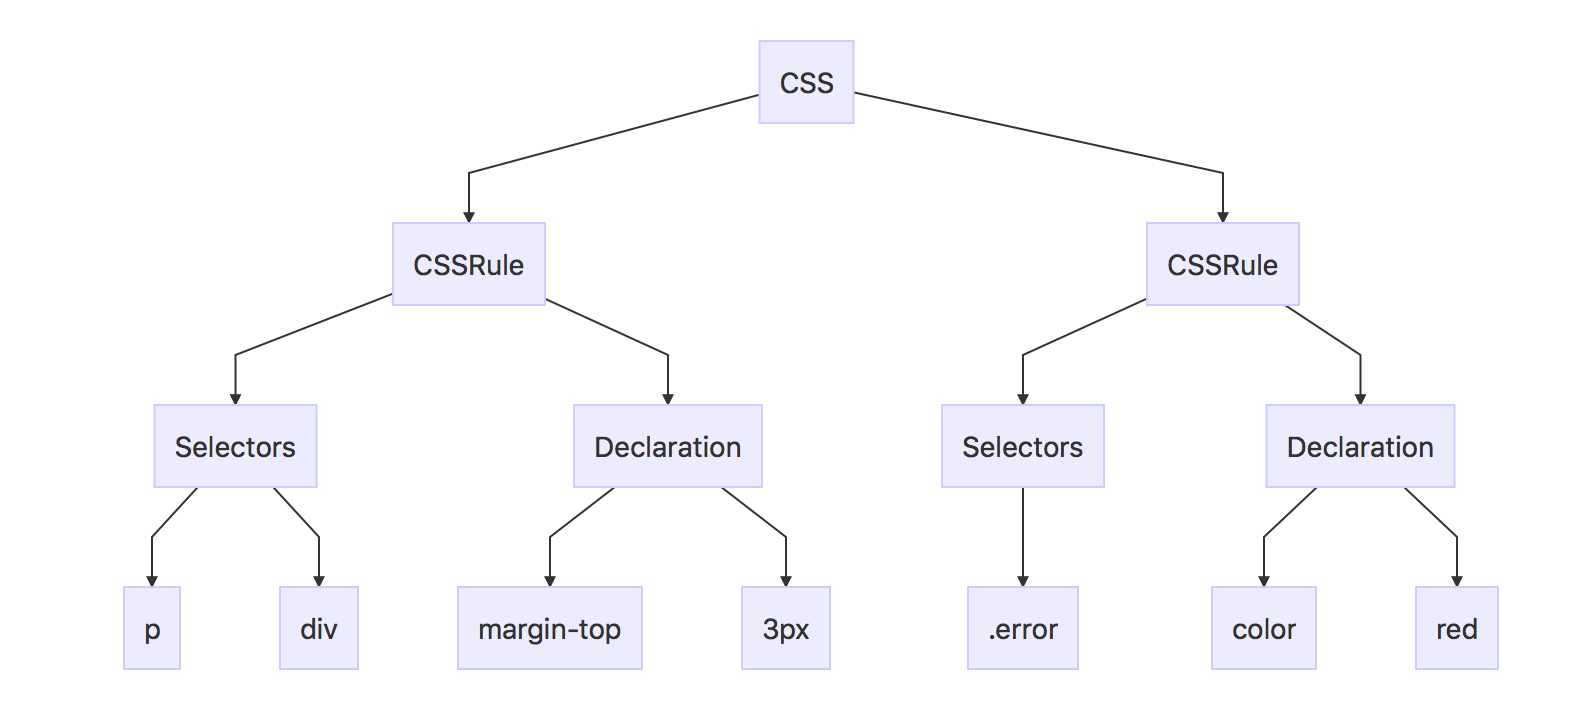 CSS
CSSRule
CSSRule
Selectors
Declaration
Selectors
Declaration
p
div
margin-top
3px
.error
color
red